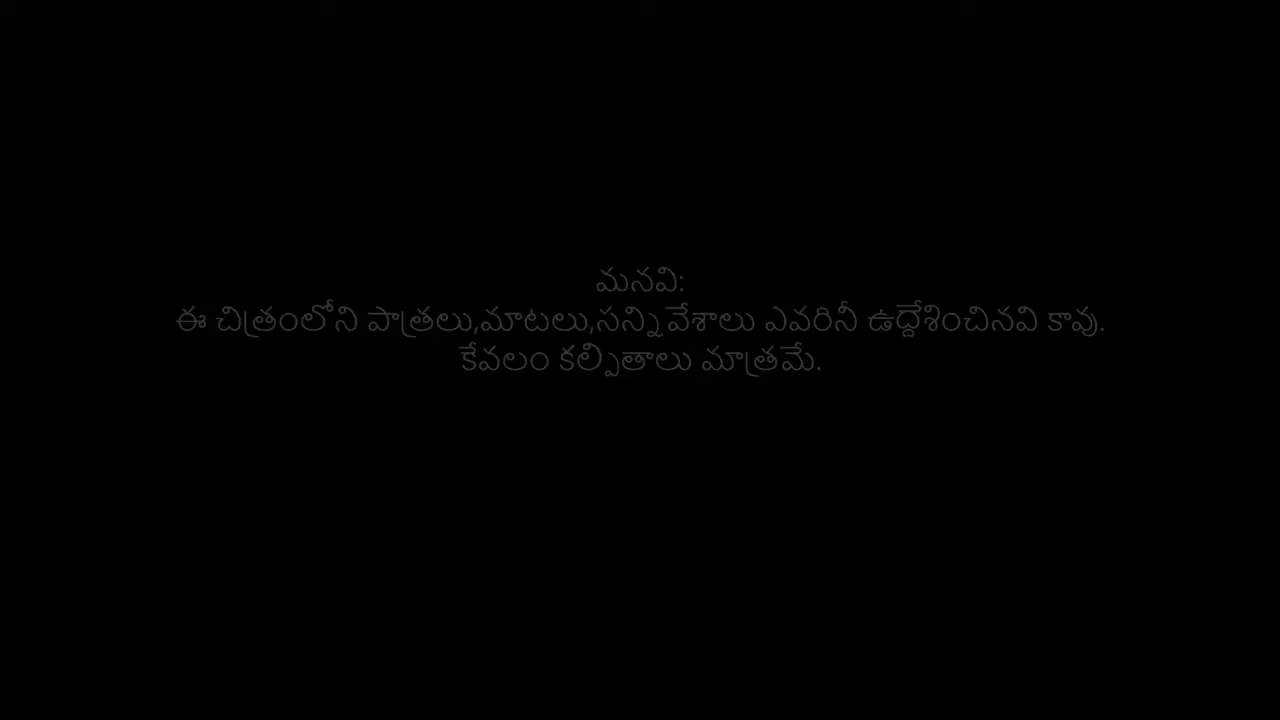 మనవి:
ఈ చిత్రంలోని పాత్రలు,మాటలు,సన్నివేశాలు ఎవరినీ ఉద్దేశించినవి కావు.
కేవలం కల్పితాలు మాత్రమే.